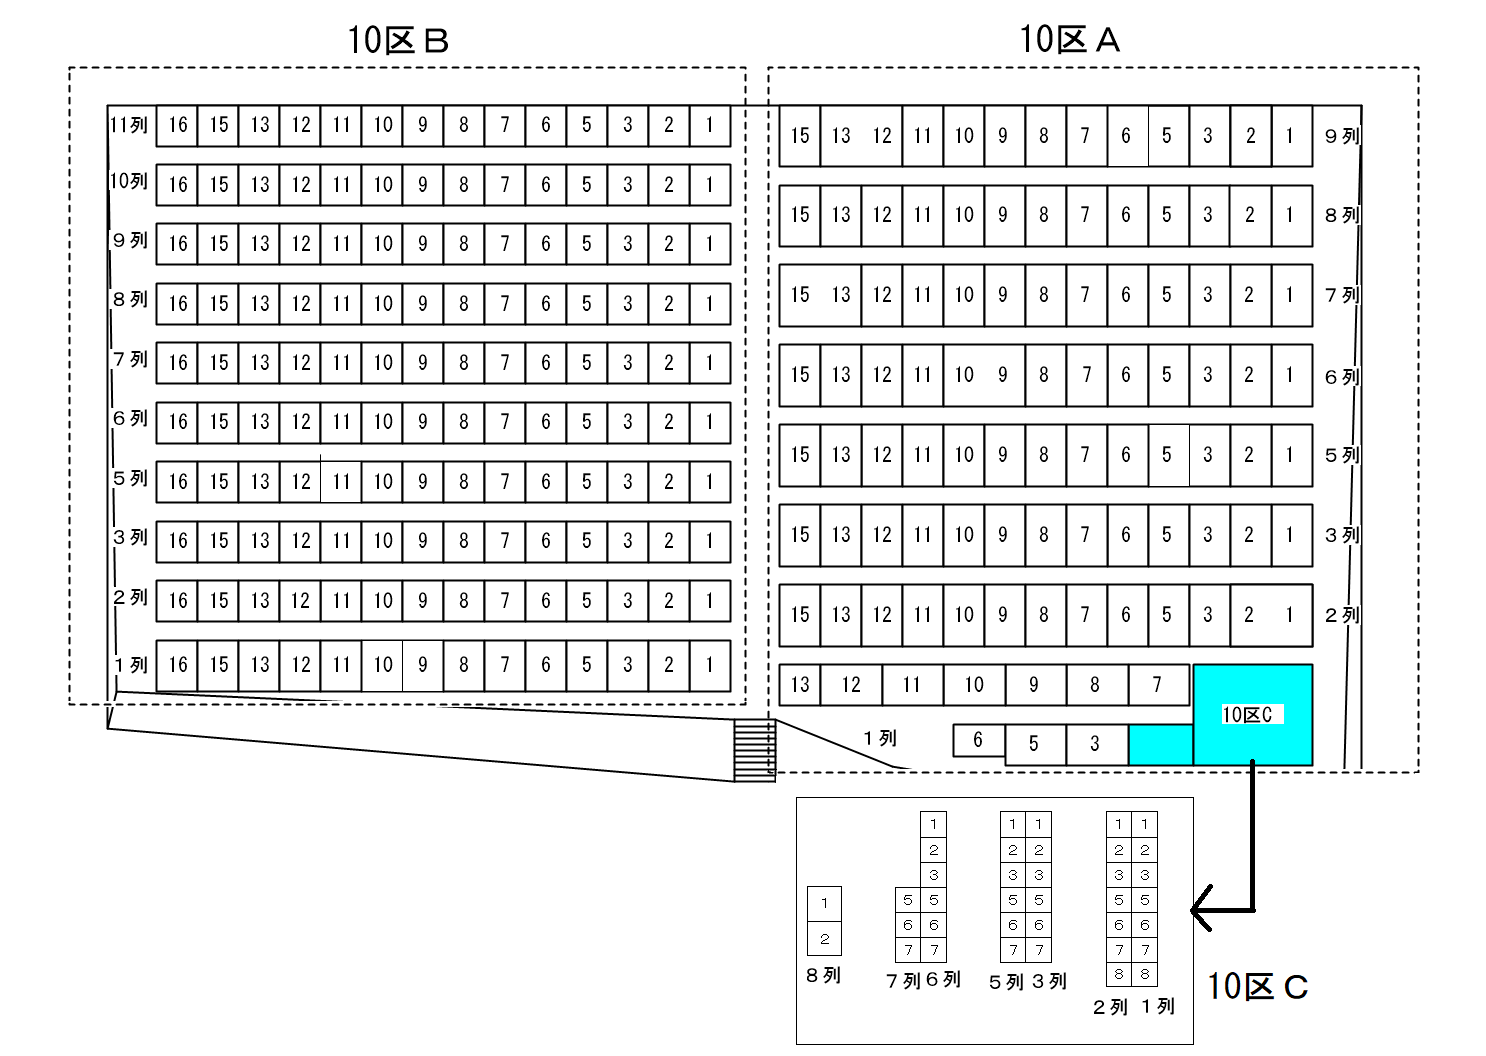 10区B
11列 16 15 13 12 11 10 9 8 7 6 5 3 2 1
10列 16 15 13 12 11 10 9 8 7 6 5 3 2 1
9列 16 15 13 12 11 10 9 8 7 6 5 3 2 1
8列 16 15 13 12 11 10 9 8 7 6 5 3 2 1
7列 16 15 13 12 11 10 9 8 7 6 5 3 2 1
6列 16 15 13 12 11 10 9 8 7 6 5 3 2 1
5列 16 15 13 12 11 10 9 8 7 6 5 3 2 1
3列 16 15 13 12 11 10 9 8 7 6 5 3 2 1
2列 16 15 13 12 11 10 9 8 7 6 5 3 2 1
1列 16 15 13 12 11 10 9 8 7 6 5 3 2 1
10区A
15 13 12 11 10 9 8 7 6 5 3 2 1 9列
15 13 12 11 10 9 8 7 6 5 3 2 1 8列
15 13 12 11 10 9 8 7 6 5 3 2 1 7列
15 13 12 11 10 9 8 7 6 5 3 2 1 6列
15 13 12 11 10 9 8 7 6 5 3 2 1 5列
15 13 12 11 10 9 8 7 6 5 3 2 1 3列
15 13 12 11 10 9 8 7 6 5 3 2 1 2列
13 12 11 10 9 8 7
10区C
1列 6 5 3
1 1 1 1 1
2 2 2 2 2
3 3 3 3 3
1
5 5 5 5 5 5
6 6 6 6 6 6
2
7 7 7 7 7 7
8 8
8列 7列 6列 5列 3列
2列 1列
10区C